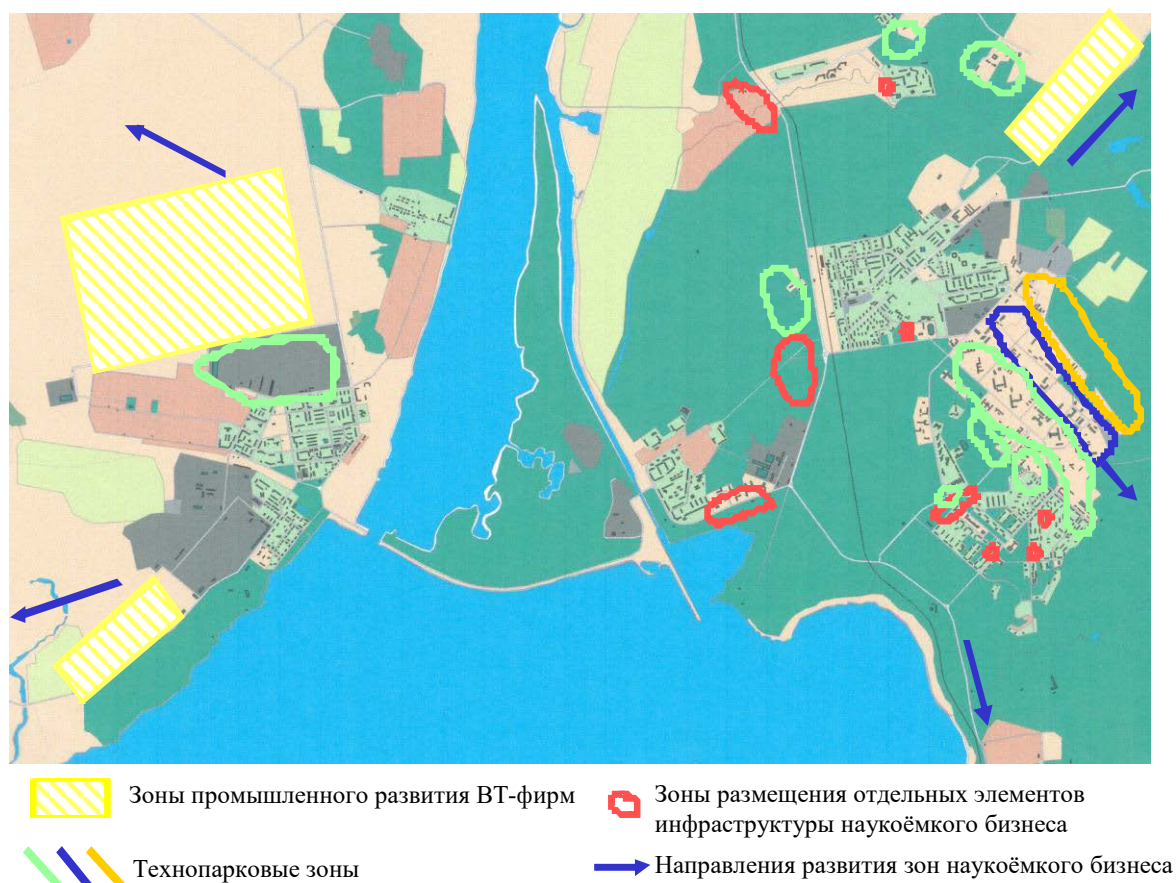 Зоны промышленного развития ВТ-фирм
Зоны размещения отдельных элементов
инфраструктуры наукоёмкого бизнеса
Технопарковые зоны
Направления развития зон наукоёмкого бизнеса